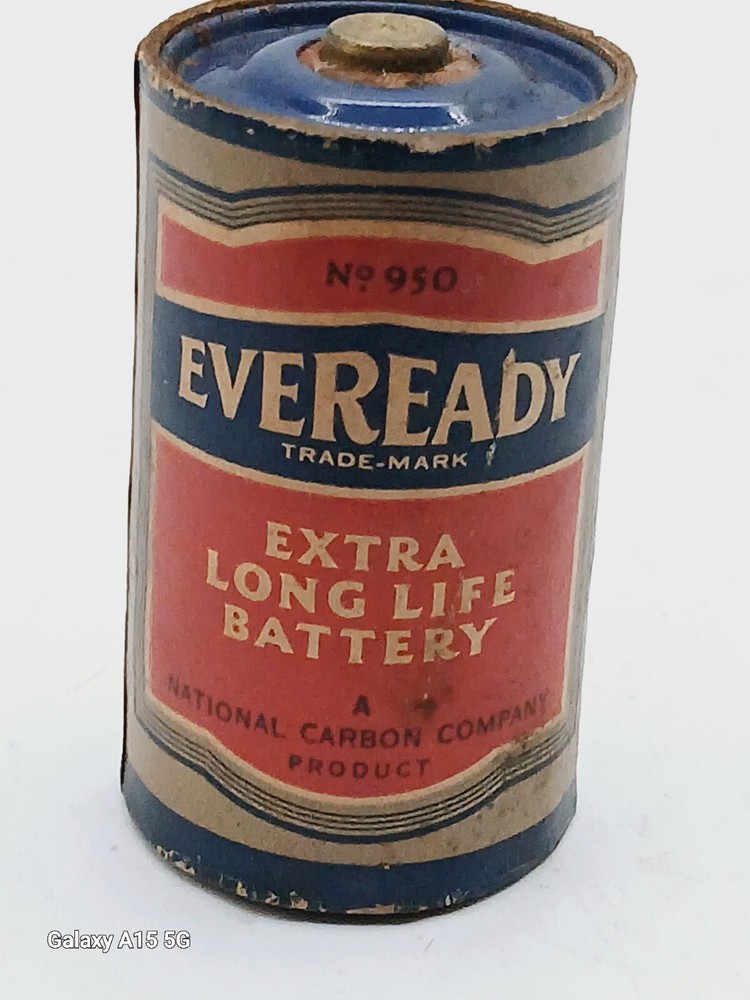 Nº 950
EVEREADY
TRADE-MARK
EXTRA
LONG LIFE
BATTERY
A
NATIONAL CARBON COMPANY
PRODUCT
Galaxy A15 5G